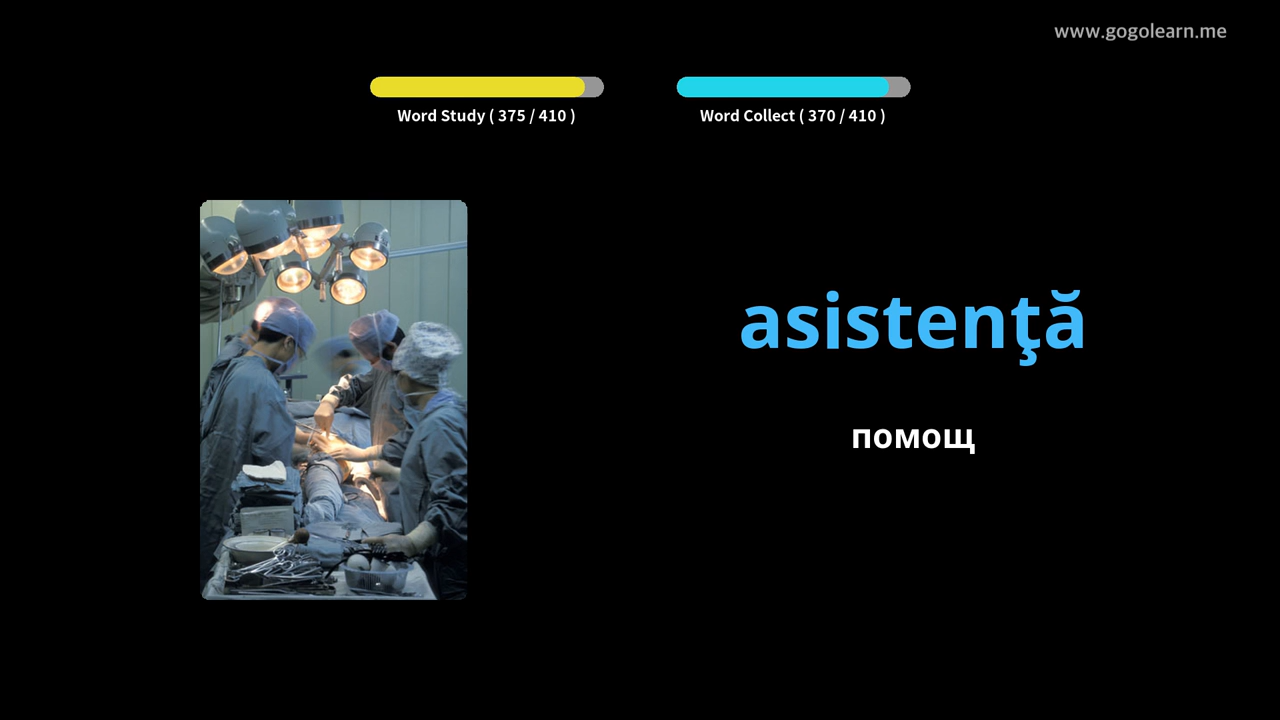 www.gogolearn.me
Word Study ( 375 / 410 )
Word Collect ( 370 / 410 )
asistenţă
помощ